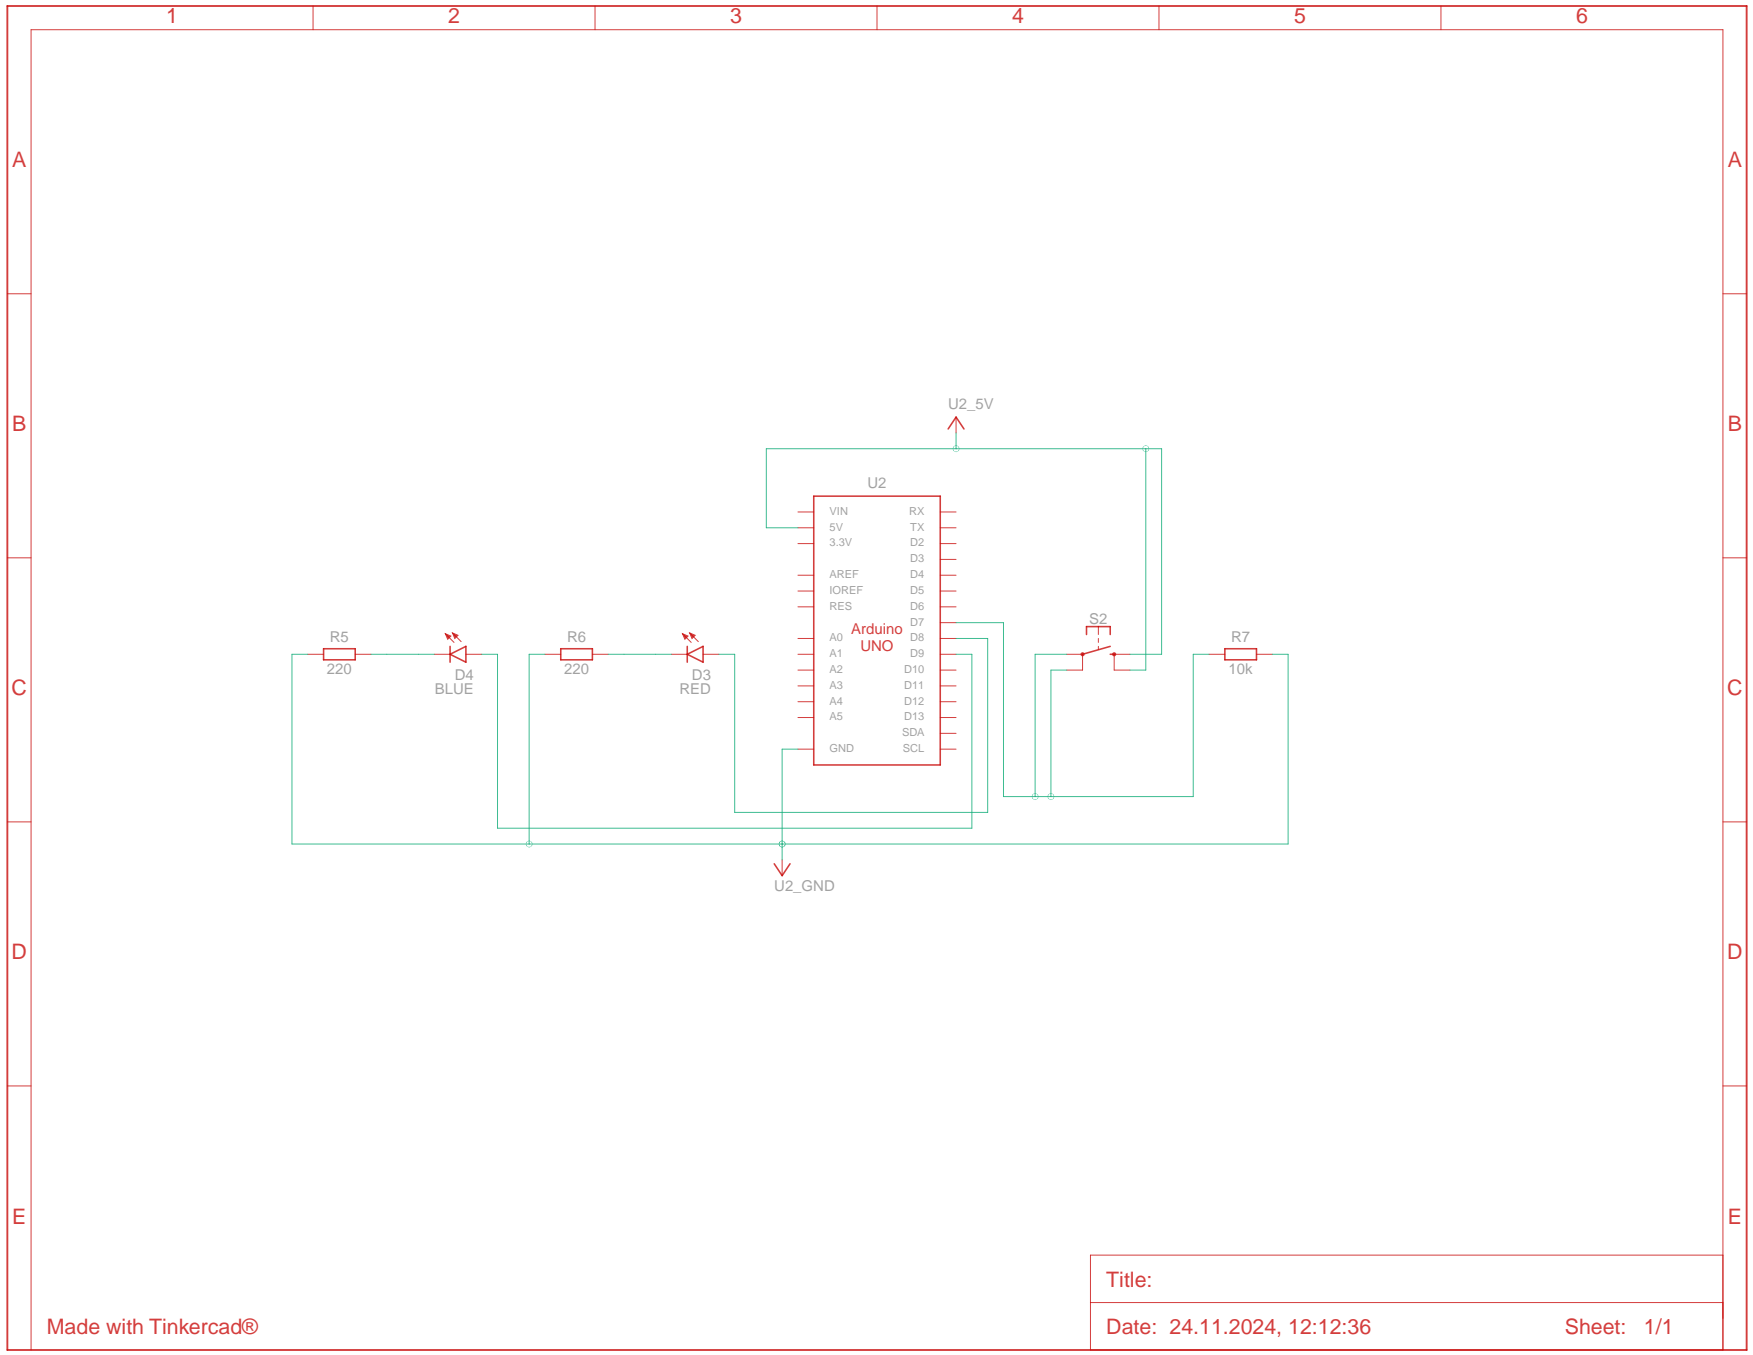 1 2 3 4 5 6
A A
U2_5V
B B
U2
VIN RX
5V TX
3.3V D2
D3
AREF D4
IOREF D5
RES D6
D7
S2
Arduino
UNO
R5
R6
A0 D8
R7
A1 D9
220
220
A2 D10
10k
D4
BLUE
D3
RED
A3 D11
C C
A4 D12
A5 D13
SDA
GND SCL
U2_GND
D D
E E
Title:
Made with Tinkercad®
Date: 24.11.2024, 12:12:36 Sheet: 1/1